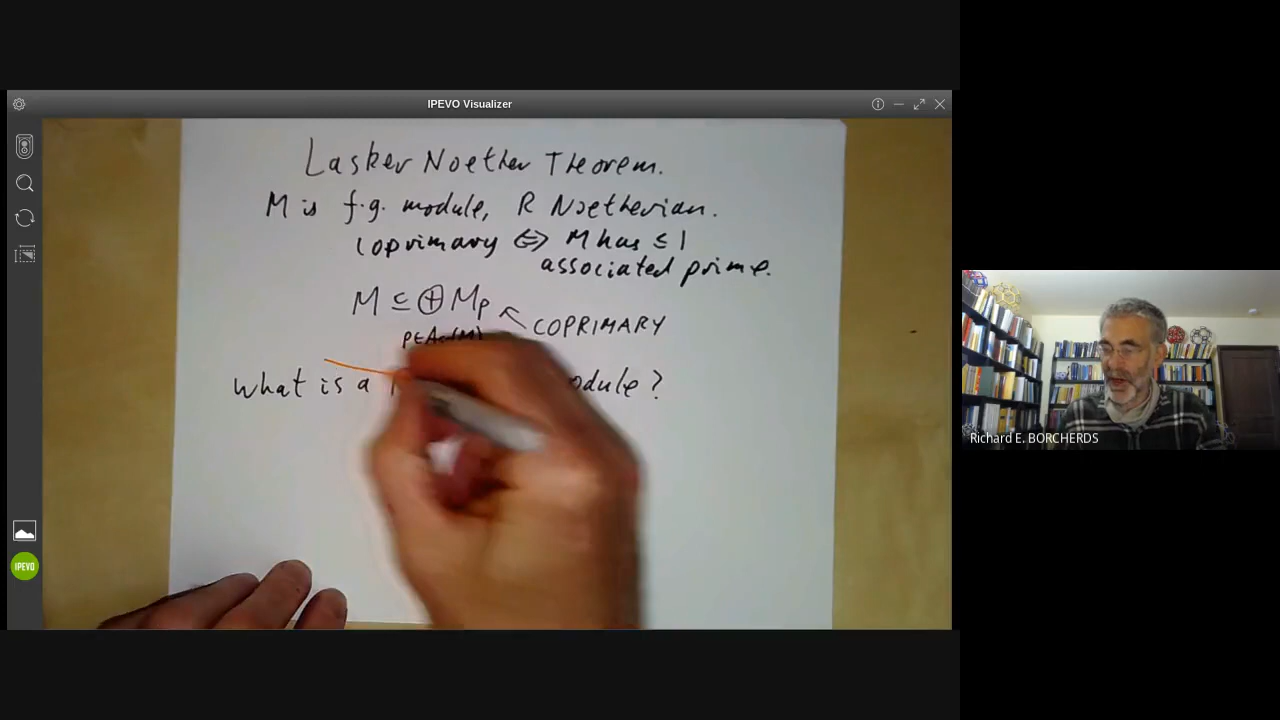 IPEVO Visualizer
Lasker Noether Theorem.
M is f.g. module, R Noetherian.
Coprimary ⇔ M has ≤ 1
associated prime.
M ⊆ ⊕ Mp
COPRIMARY
What is a
Richard E. BORCHERDS
IPEVO